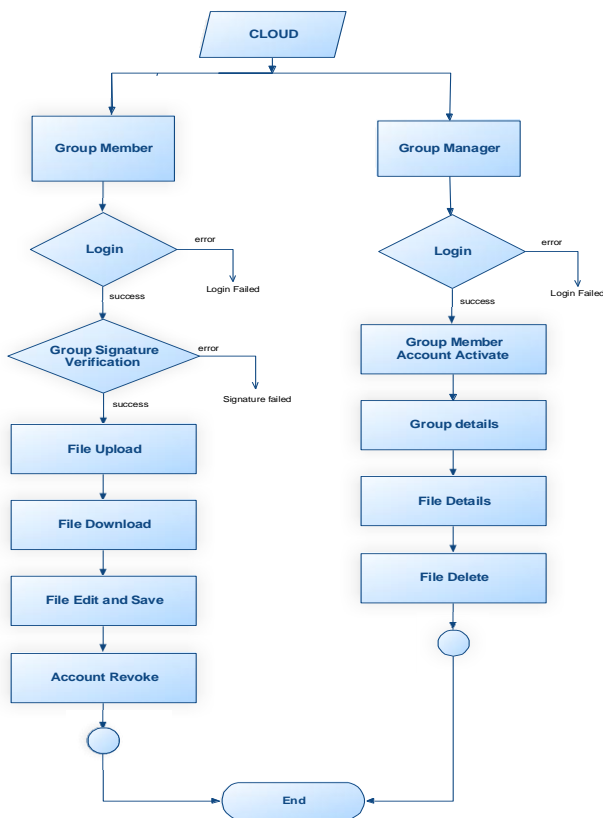 CLOUD
Group Member
Group Manager
Login
error
Login Failed
success
Login
error
Login Failed
success
Group Signature
Verification
error
Signature failed
success
Group Member
Account Activate
File Upload
Group details
File Download
File Details
File Edit and Save
File Delete
Account Revoke
End